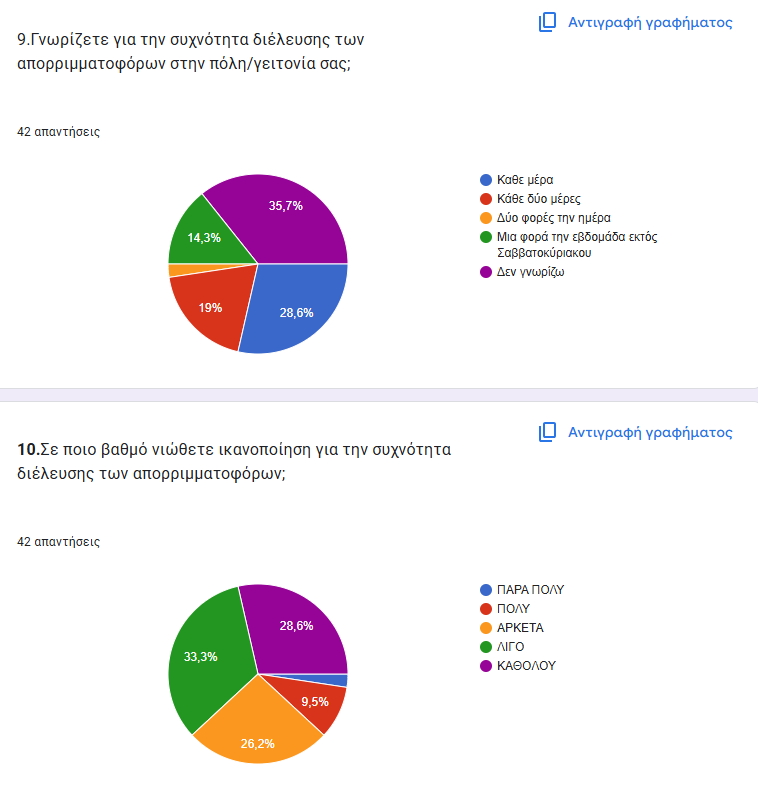 Αντιγραφή γραφήματος
9.Γνωρίζετε για την συχνότητα διέλευσης των
απορριμματοφόρων στην πόλη/γειτονία σας;
42 απαντήσεις
35,7%
14,3%
19%
28,6%
Καθε μέρα
Κάθε δύο μέρες
Δύο φορές την ημέρα
Μια φορά την εβδομάδα εκτός
Σαββατοκύριακου
Δεν γνωρίζω
Αντιγραφή γραφήματος
10.Σε ποιο βαθμό νιώθετε ικανοποίηση για την συχνότητα
διέλευσης των απορριμματοφόρων;
42 απαντήσεις
28,6%
33,3%
9,5%
26,2%
ΠΑΡΑ ΠΟΛΥ
ΠΟΛΥ
ΑΡΚΕΤΑ
ΛΙΓΟ
ΚΑΘΟΛΟΥ